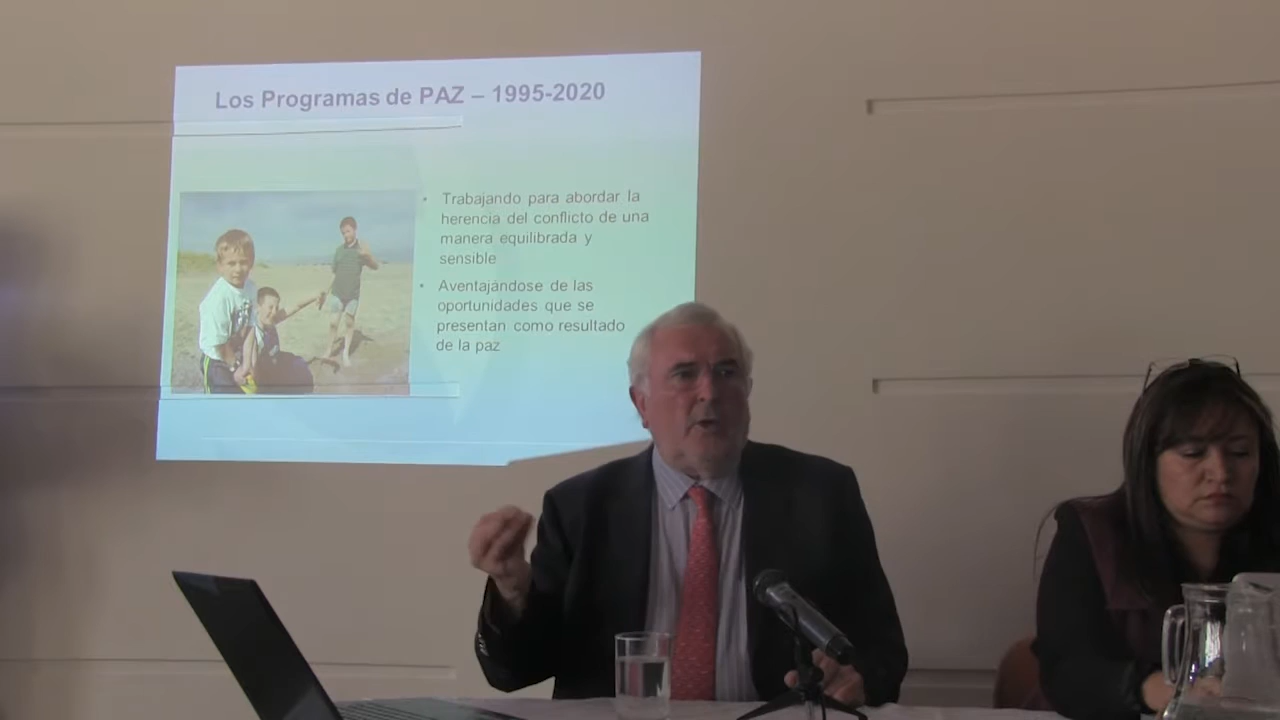 Los Programas de PAZ – 1995-2020
• Trabajando para abordar la
herencia del conflicto de una
manera equilibrada y
sensible
• Aventajándose de las
oportunidades que se
presentan como resultado
de la paz